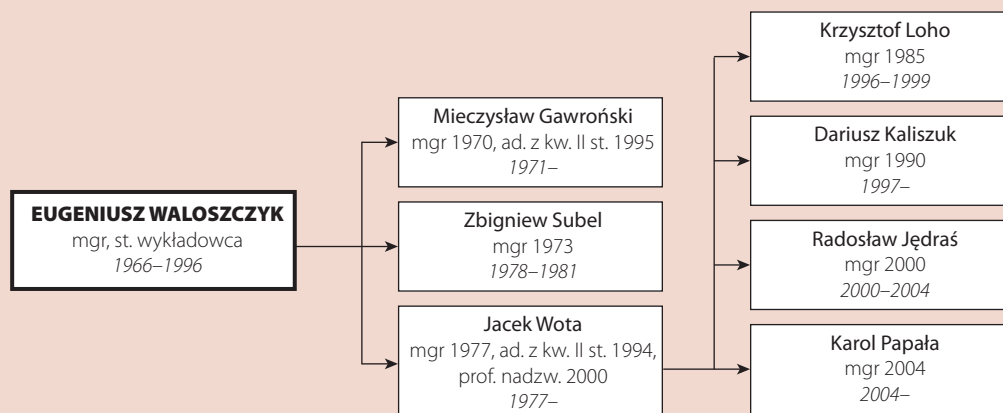 EUGENIUSZ WALOSZCZYK
mgr, st. wykładowca
1966–1996
Mieczysław Gawroński
mgr 1970, ad. z kw. II st. 1995
1971–
Zbigniew Subel
mgr 1973
1978–1981
Jacek Wota
mgr 1977, ad. z kw. II st. 1994,
prof. nadzw. 2000
1977–
Krzysztof Loho
mgr 1985
1996–1999
Dariusz Kaliszuk
mgr 1990
1997–
Radosław Jędraś
mgr 2000
2000–2004
Karol Papała
mgr 2004
2004–